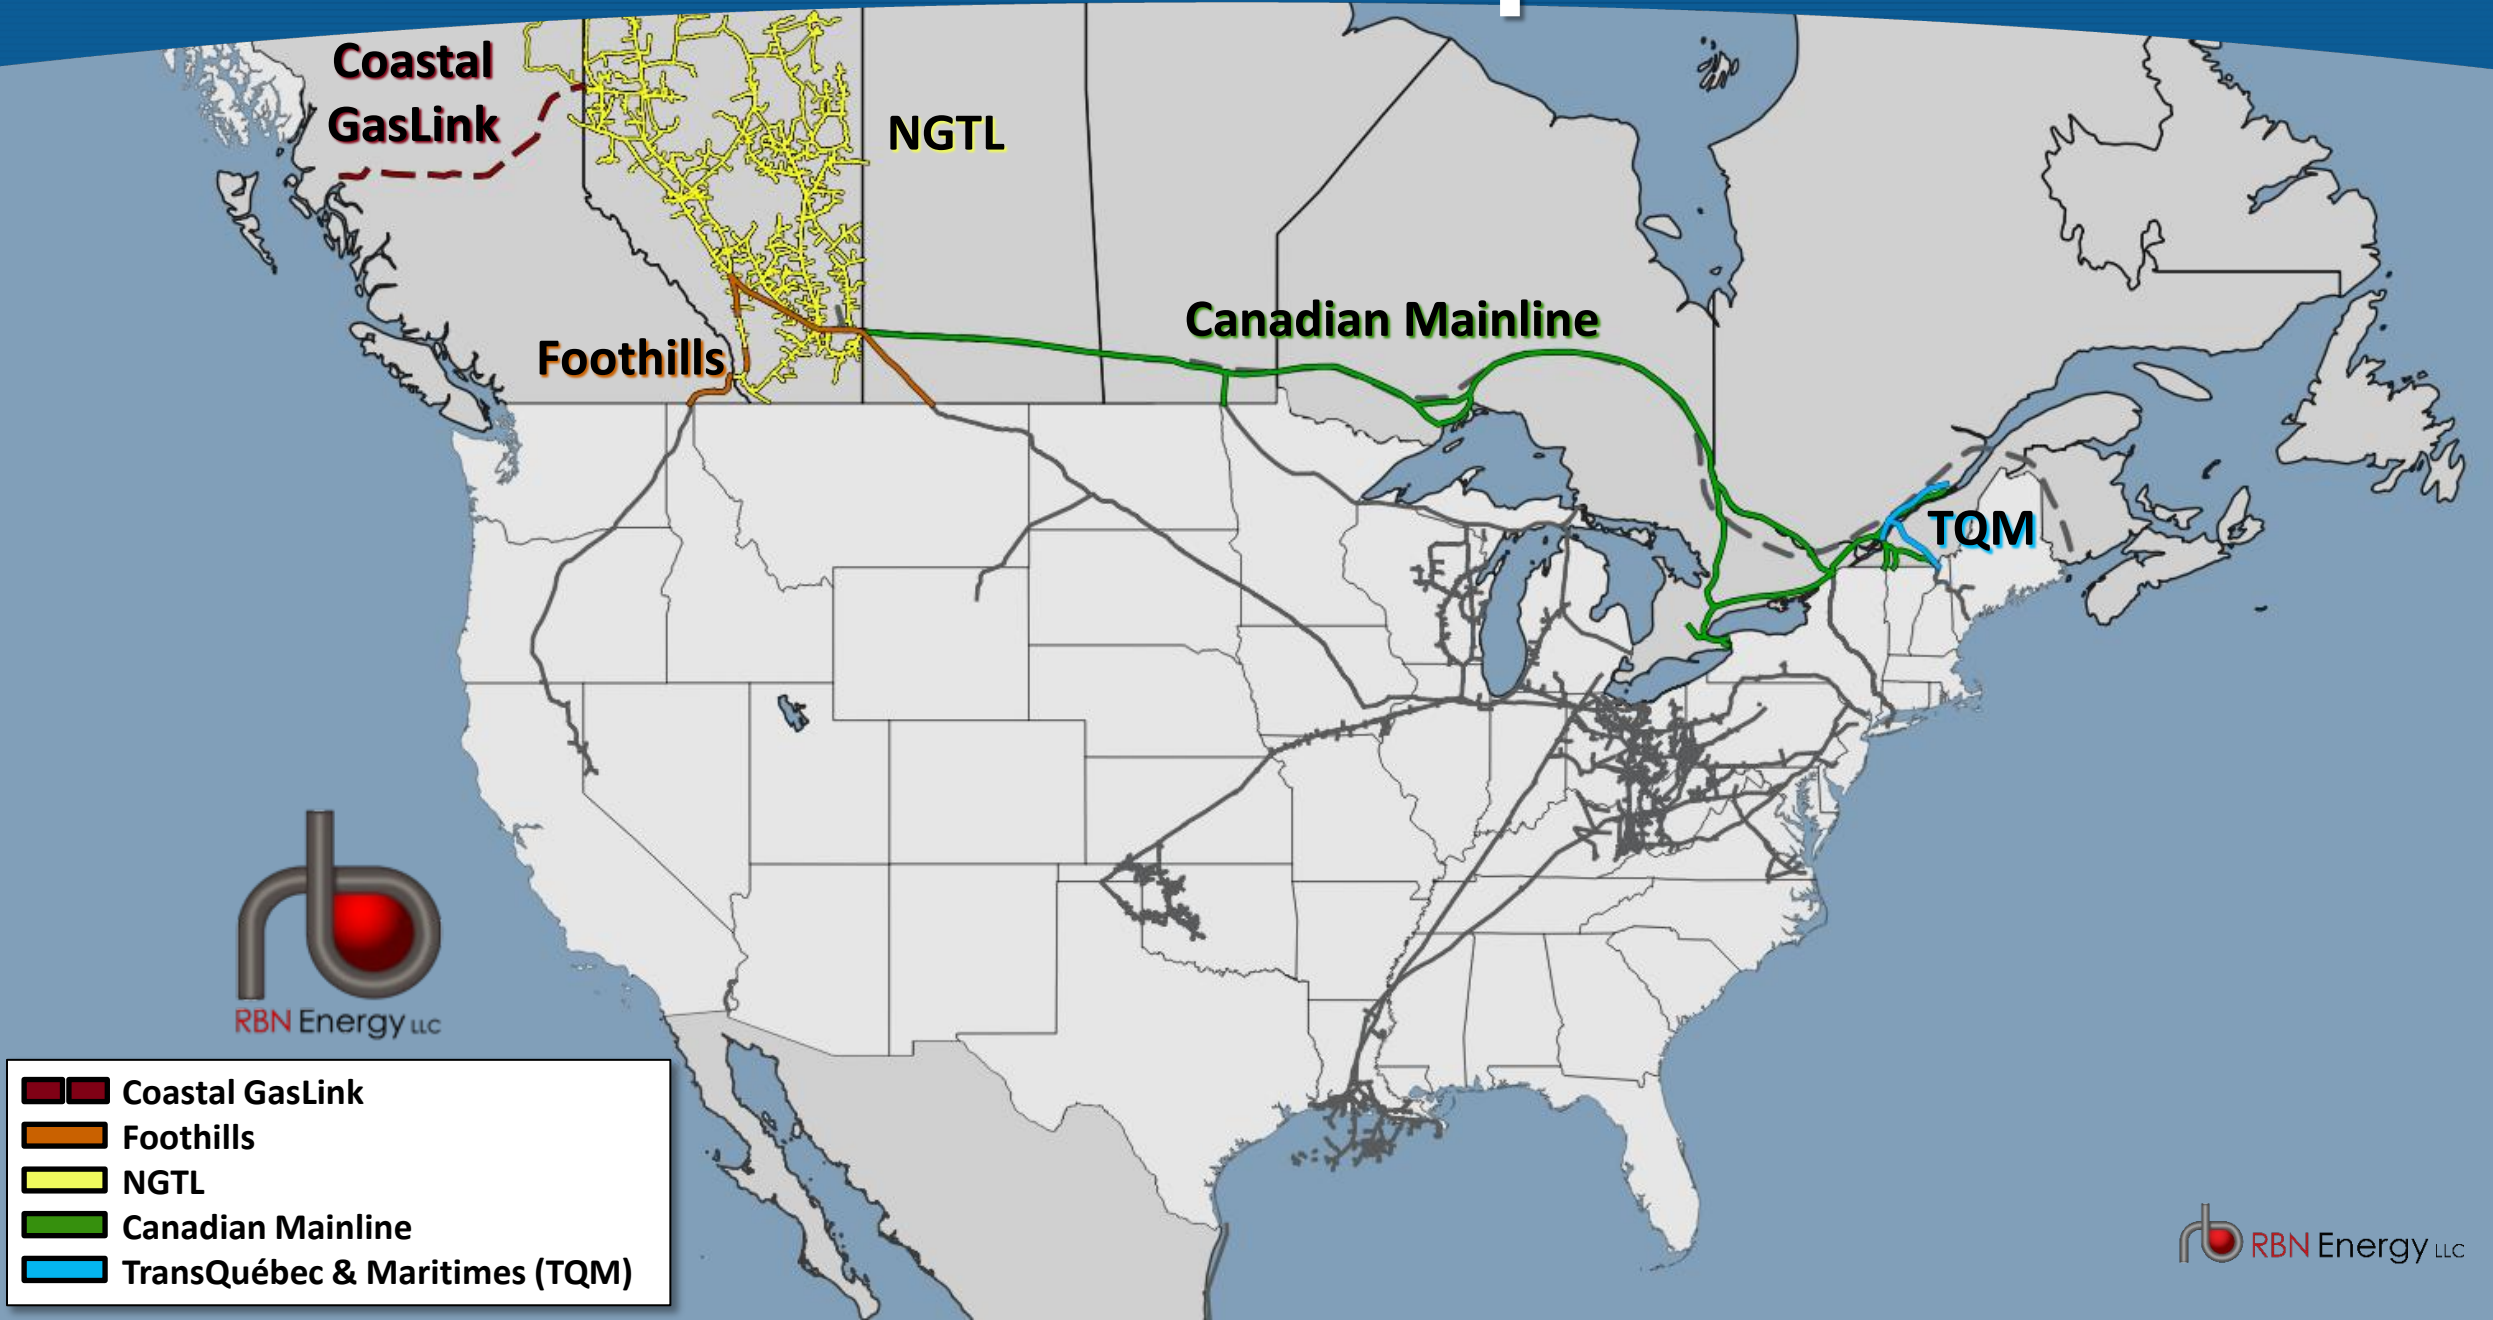 Coastal
GasLink
NGTL
Canadian Mainline
Foothills
TQM
RBN Energy LLC
Coastal GasLink
Foothills
NGTL
Canadian Mainline
TransQuébec & Maritimes (TQM)
RBN Energy LLC